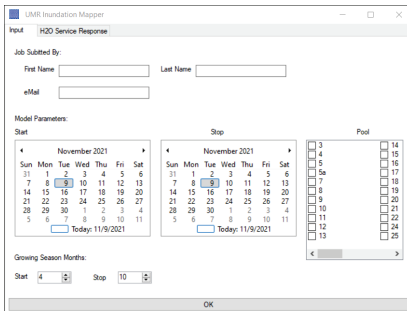 UMR Inundation Mapper
Input H2O Service Response
Job Subitted By:
First Name Last Name
eMail
Model Parameters:
Start Stop Pool
November 2021 November 2021
Sun Mon Tue Wed Thu Fri Sat Sun Mon Tue Wed Thu Fri Sat
31 1 2 3 4 5 6 31 1 2 3 4 5 6
7 8 9 10 11 12 13 7 8 9 10 11 12 13
14 15 16 17 18 19 20 14 15 16 17 18 19 20
21 22 23 24 25 26 27 21 22 23 24 25 26 27
28 29 30 1 2 3 4 28 29 30 1 2 3 4
5 6 7 8 9 10 11 5 6 7 8 9 10 11
Today: 11/9/2021 Today: 11/9/2021
3 14
4 15
5 16
5a 17
7 18
8 19
9 20
10 21
11 22
12 24
13 25
Growing Season Months:
Start 4 Stop 10
OK